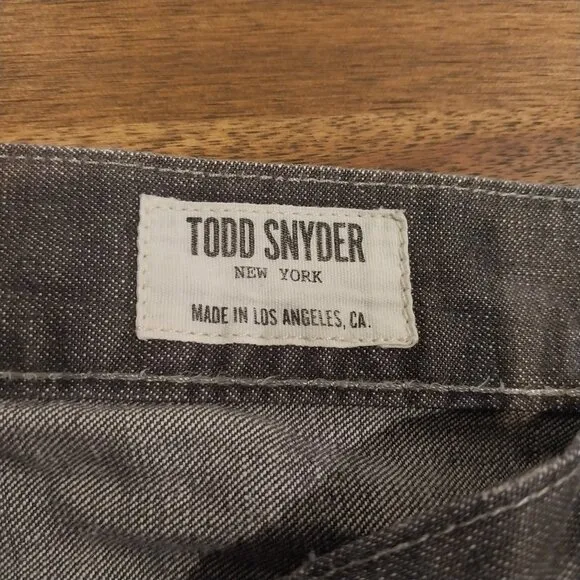 TODD SNYDER
NEW YORK
MADE IN LOS ANGELES, CA.